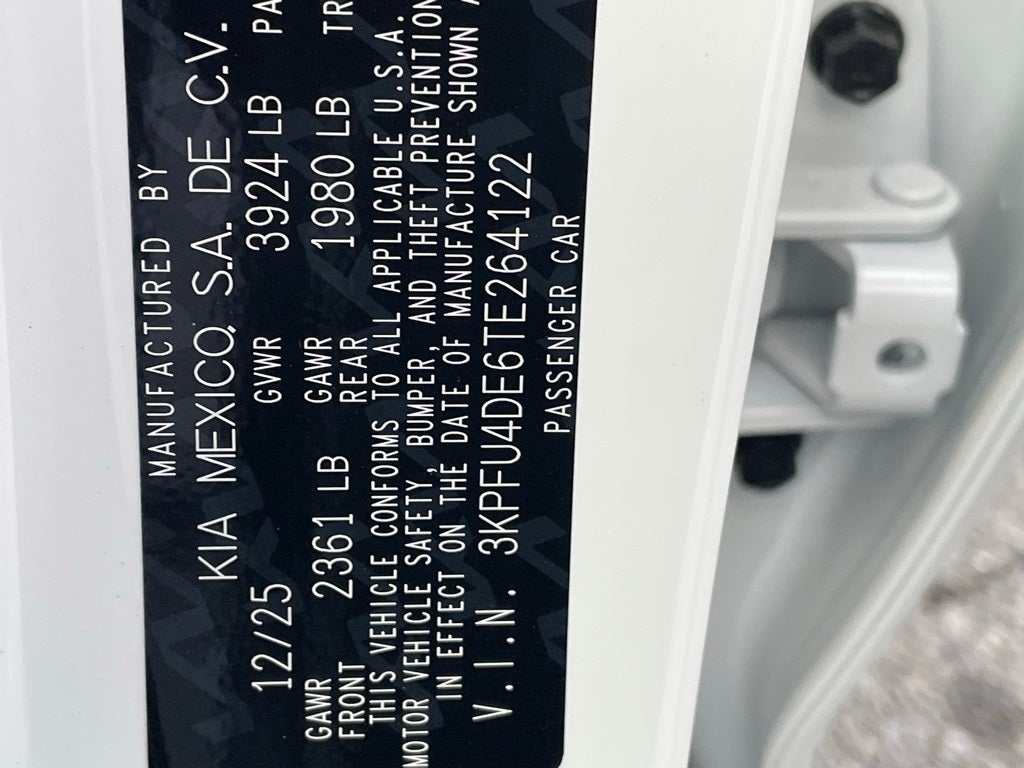 MANUFACTURED BY
KIA MEXICO, S.A. DE C.V.
12/25 GVWR 3924 LB PA
GAWR FRONT 2361 LB GAWR REAR 1980 LB TR
THIS VEHICLE CONFORMS TO ALL APPLICABLE U.S.A.
MOTOR VEHICLE SAFETY, BUMPER, AND THEFT PREVENTION
IN EFFECT ON THE DATE OF MANUFACTURE SHOWN A
V.I.N. 3KPFU4DE6TE264122
PASSENGER CAR